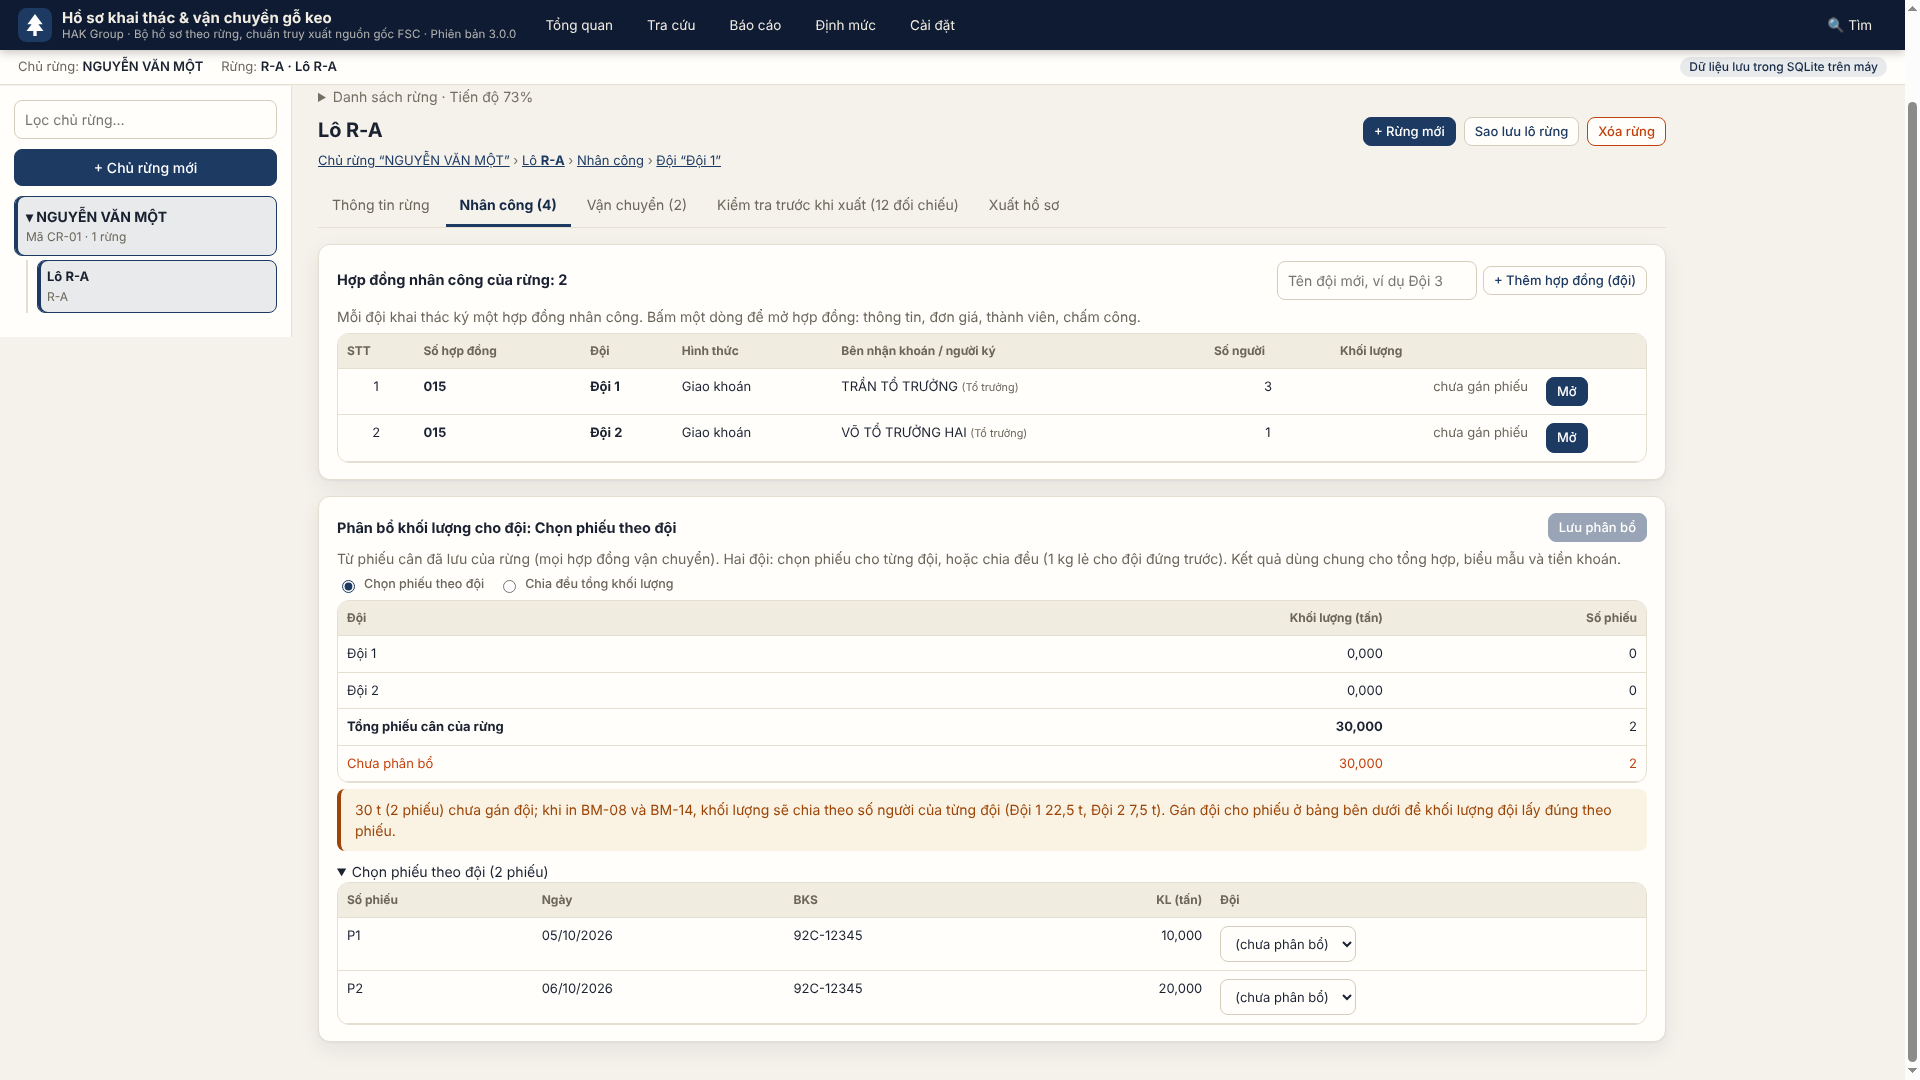 Hồ sơ khai thác & vận chuyển gỗ keo
HAK Group · Bộ hồ sơ theo rừng, chuẩn truy xuất nguồn gốc FSC · Phiên bản 3.0.0
Tổng quan
Tra cứu
Báo cáo
Định mức
Cài đặt
🔍 Tìm
Chủ rừng: NGUYỄN VĂN MỘT Rừng: R-A · Lô R-A
Dữ liệu lưu trong SQLite trên máy
Lọc chủ rừng...
+ Chủ rừng mới
▾ NGUYỄN VĂN MỘT
Mã CR-01 · 1 rừng
Lô R-A
R-A
▶ Danh sách rừng · Tiến độ 73%
Lô R-A
+ Rừng mới
Sao lưu lô rừng
Xóa rừng
Chủ rừng “NGUYỄN VĂN MỘT” › Lô R-A › Nhân công › Đội “Đội 1”
Thông tin rừng
Nhân công (4)
Vận chuyển (2)
Kiểm tra trước khi xuất (12 đối chiếu)
Xuất hồ sơ
Hợp đồng nhân công của rừng: 2
Tên đội mới, ví dụ Đội 3
+ Thêm hợp đồng (đội)
Mỗi đội khai thác ký một hợp đồng nhân công. Bấm một dòng để mở hợp đồng: thông tin, đơn giá, thành viên, chấm công.
STT Số hợp đồng Đội Hình thức Bên nhận khoán / người ký Số người Khối lượng
1 015 Đội 1 Giao khoán TRẦN TỔ TRƯỞNG (Tổ trưởng) 3 chưa gán phiếu Mở
2 015 Đội 2 Giao khoán VÕ TỔ TRƯỞNG HAI (Tổ trưởng) 1 chưa gán phiếu Mở
Phân bổ khối lượng cho đội: Chọn phiếu theo đội
Lưu phân bổ
Từ phiếu cân đã lưu của rừng (mọi hợp đồng vận chuyển). Hai đội: chọn phiếu cho từng đội, hoặc chia đều (1 kg lẻ cho đội đứng trước). Kết quả dùng chung cho tổng hợp, biểu mẫu và tiền khoán.
Chọn phiếu theo đội
Chia đều tổng khối lượng
Đội Khối lượng (tấn) Số phiếu
Đội 1 0,000 0
Đội 2 0,000 0
Tổng phiếu cân của rừng 30,000 2
Chưa phân bổ 30,000 2
30 t (2 phiếu) chưa gán đội; khi in BM-08 và BM-14, khối lượng sẽ chia theo số người của từng đội (Đội 1 22,5 t, Đội 2 7,5 t). Gán đội cho phiếu ở bảng bên dưới để khối lượng đội lấy đúng theo
phiếu.
▼ Chọn phiếu theo đội (2 phiếu)
Số phiếu Ngày BKS KL (tấn) Đội
P1 05/10/2026 92C-12345 10,000 (chưa phân bổ)
P2 06/10/2026 92C-12345 20,000 (chưa phân bổ)